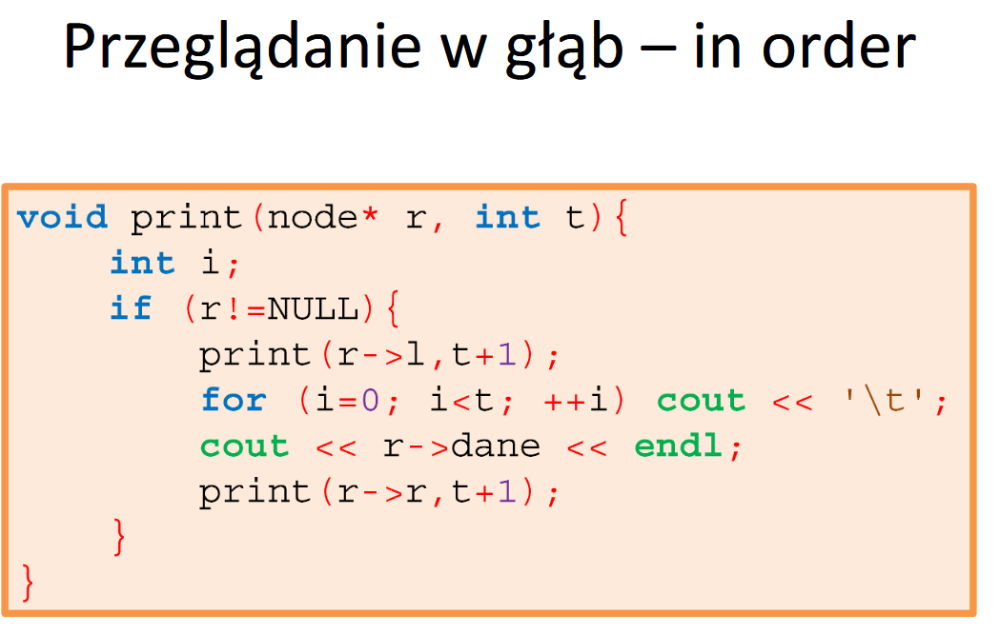 Przeglądanie w głąb – in order
void print(node* r, int t){
int i;
if (r!=NULL){
print(r->l,t+1);
for (i=0; i<t; ++i) cout << '\t';
cout << r->dane << endl;
print(r->r,t+1);
}
}